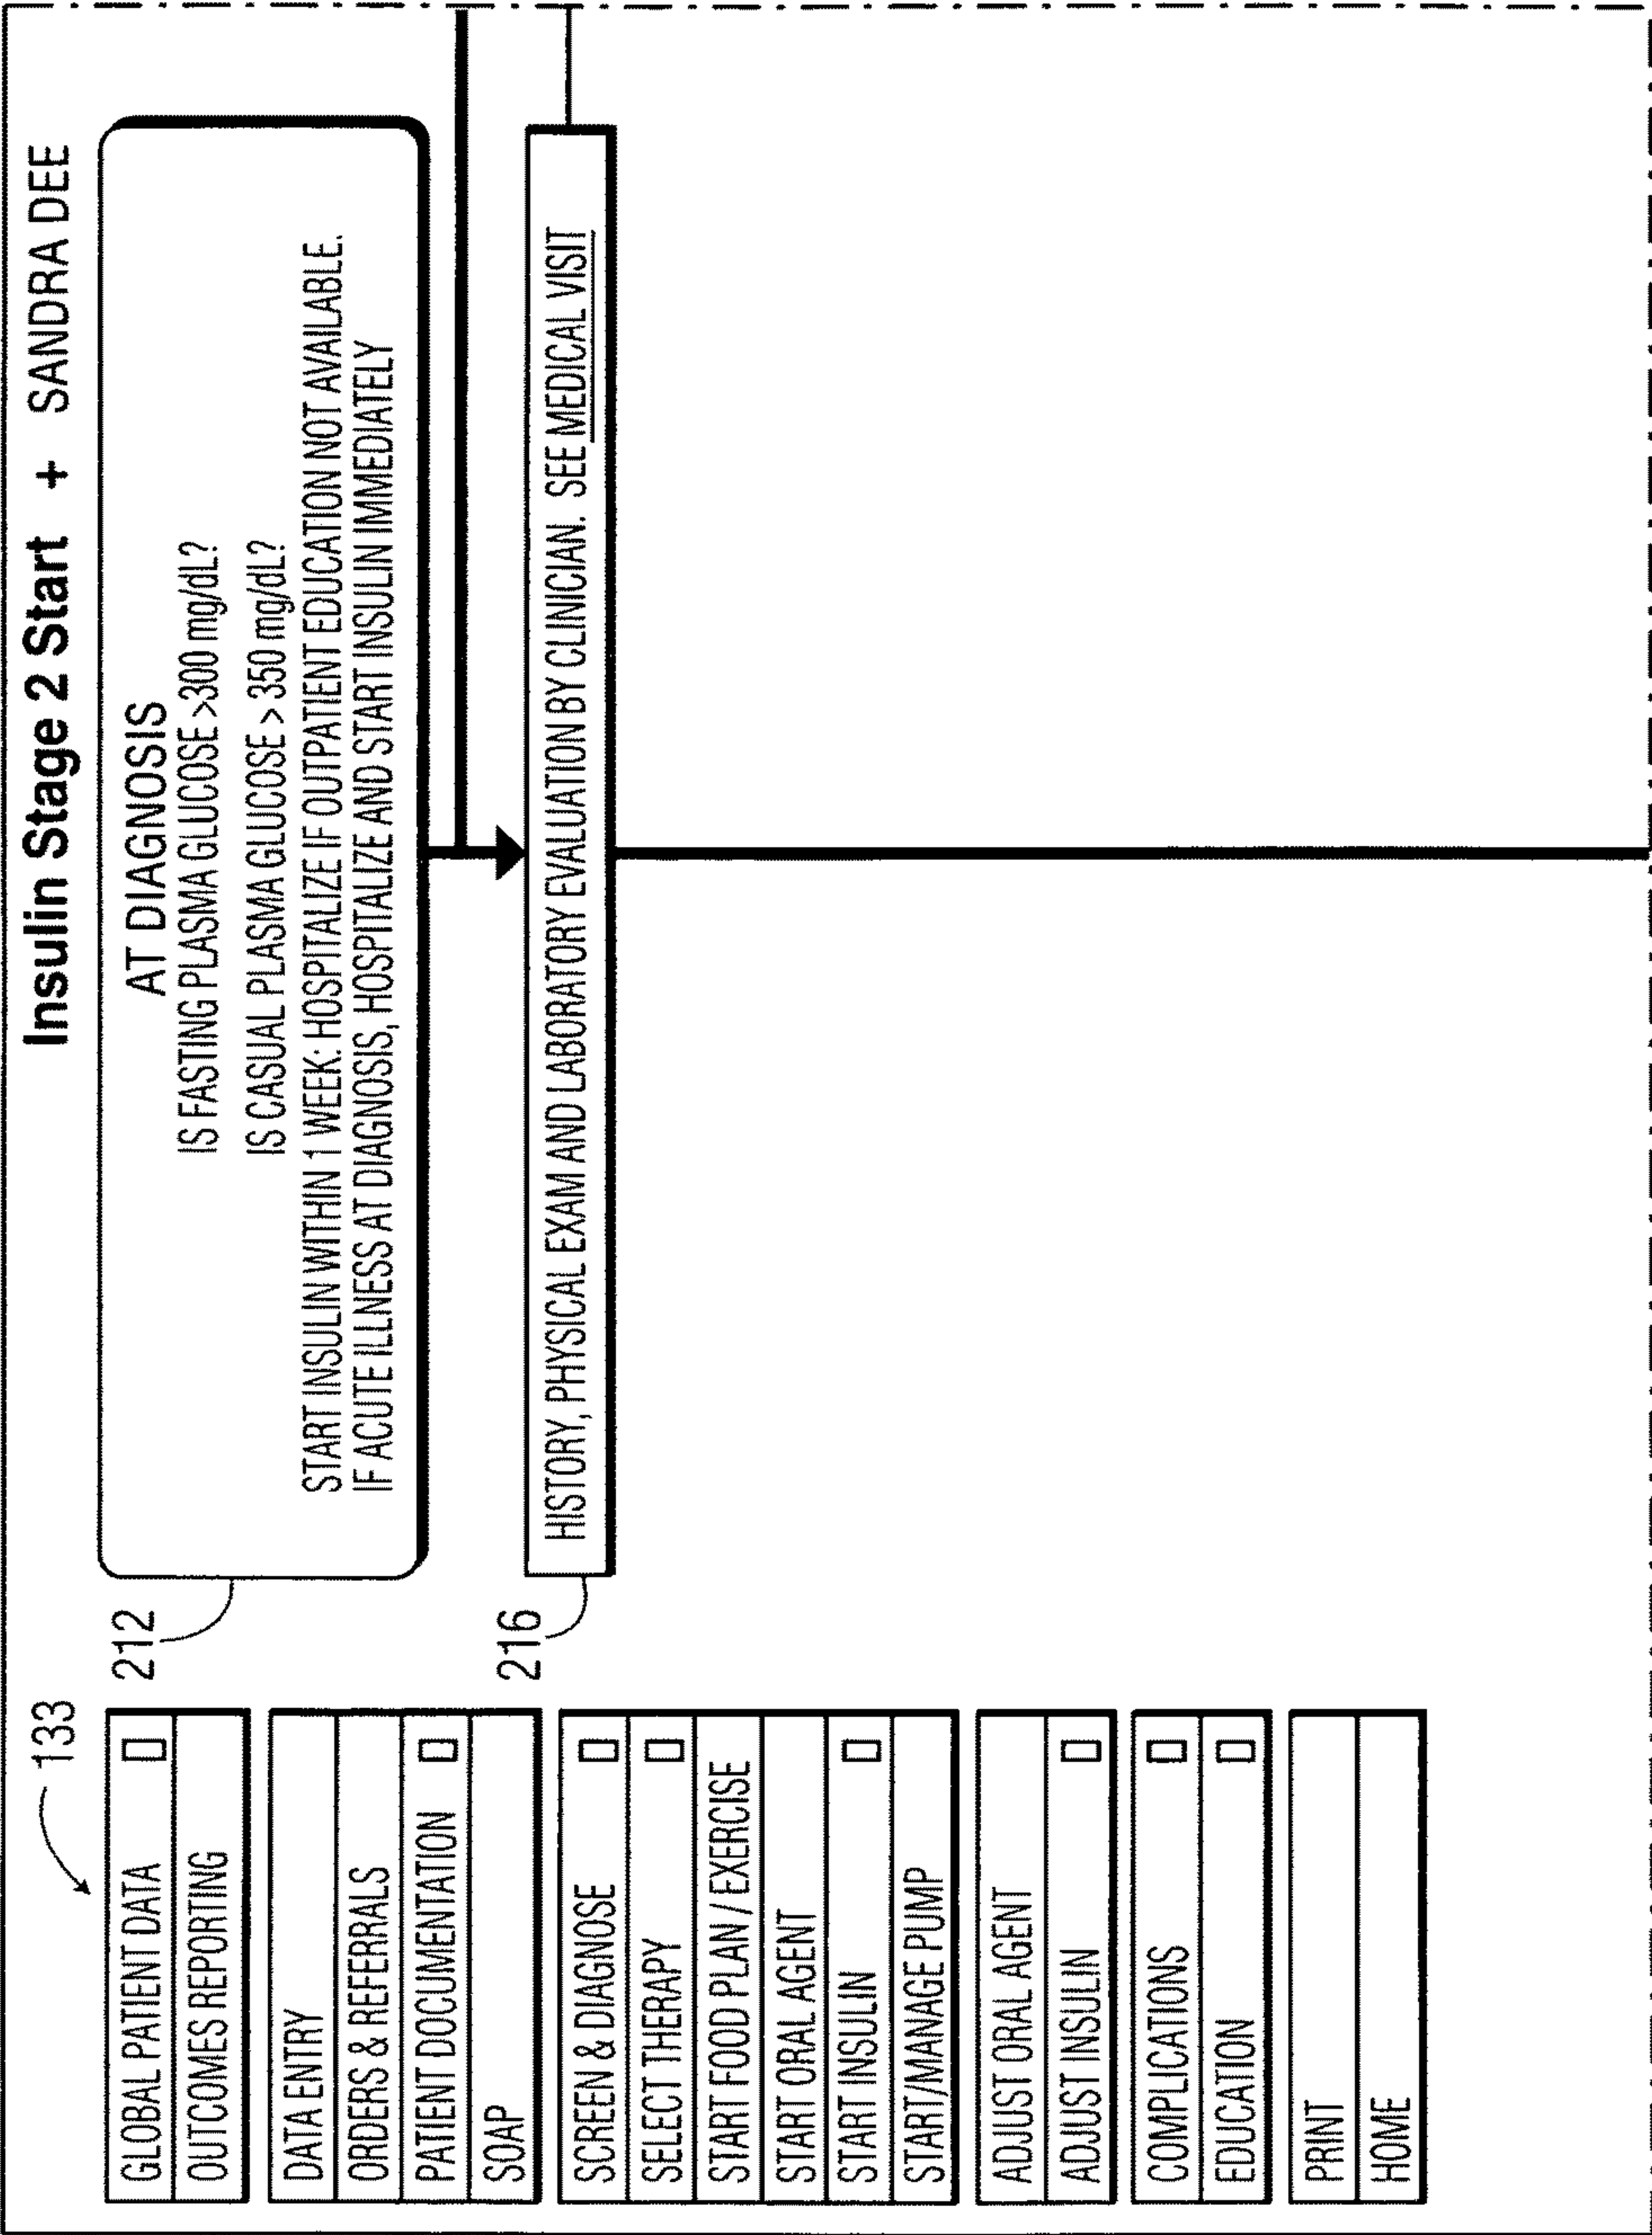 Insulin Stage 2 Start + SANDRA DEE
133
GLOBAL PATIENT DATA
OUTCOMES REPORTING
DATA ENTRY
ORDERS & REFERRALS
PATIENT DOCUMENTATION
SOAP
SCREEN & DIAGNOSE
SELECT THERAPY
START FOOD PLAN / EXERCISE
START ORAL AGENT
START INSULIN
START/MANAGE PUMP
ADJUST ORAL AGENT
ADJUST INSULIN
COMPLICATIONS
EDUCATION
PRINT
HOME
212
AT DIAGNOSIS
IS FASTING PLASMA GLUCOSE >300 mg/dL?
IS CASUAL PLASMA GLUCOSE > 350 mg/dL?
START INSULIN WITHIN 1 WEEK: HOSPITALIZE IF OUTPATIENT EDUCATION NOT AVAILABLE.
IF ACUTE ILLNESS AT DIAGNOSIS, HOSPITALIZE AND START INSULIN IMMEDIATELY
216
HISTORY, PHYSICAL EXAM AND LABORATORY EVALUATION BY CLINICIAN. SEE MEDICAL VISIT